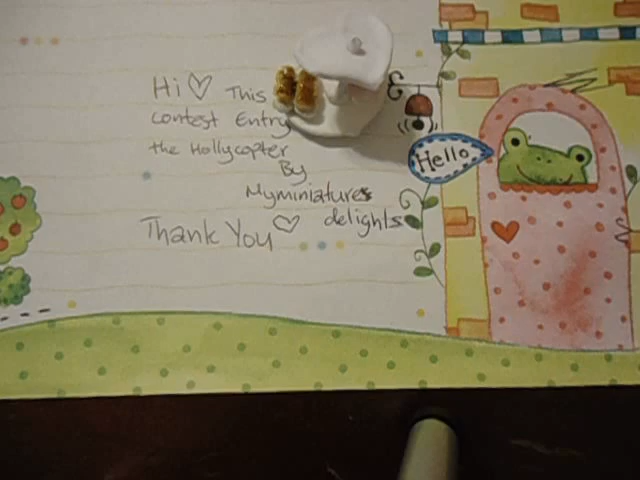 Hi ♡ This
contest Entry
the Hollycopter
By
Myminiatures
delights
Thank You ♡
Hello